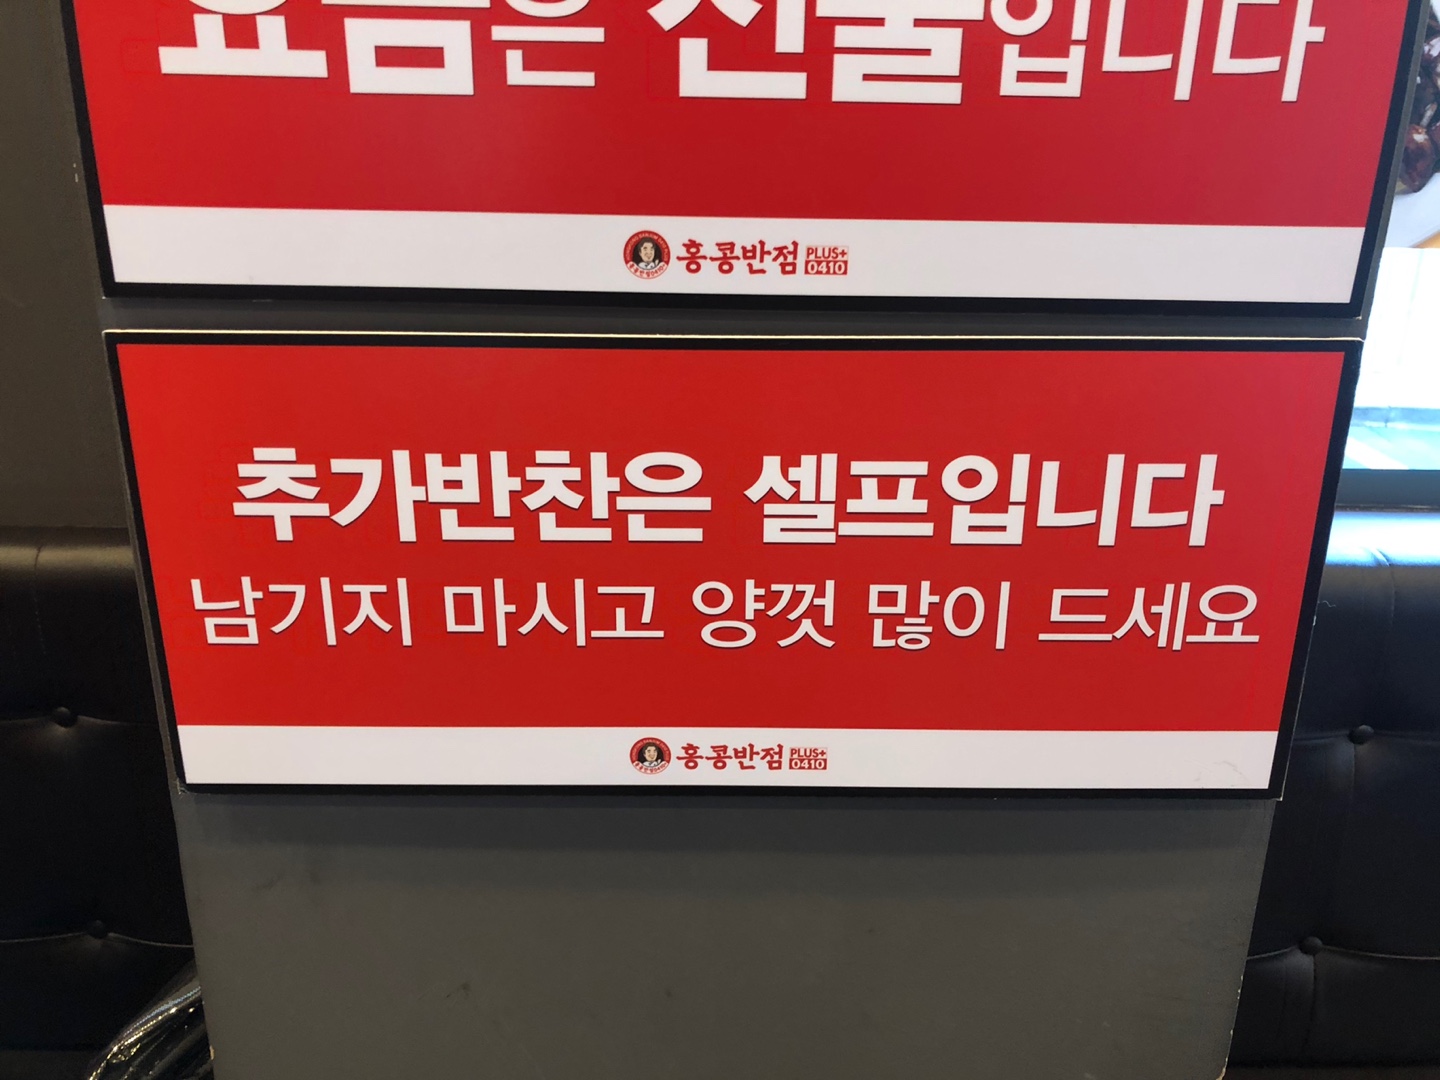 요금은 선불입니다
홍콩반점 PLUS+ 0410
추가반찬은 셀프입니다
남기지 마시고 양껏 많이 드세요
홍콩반점 PLUS+ 0410